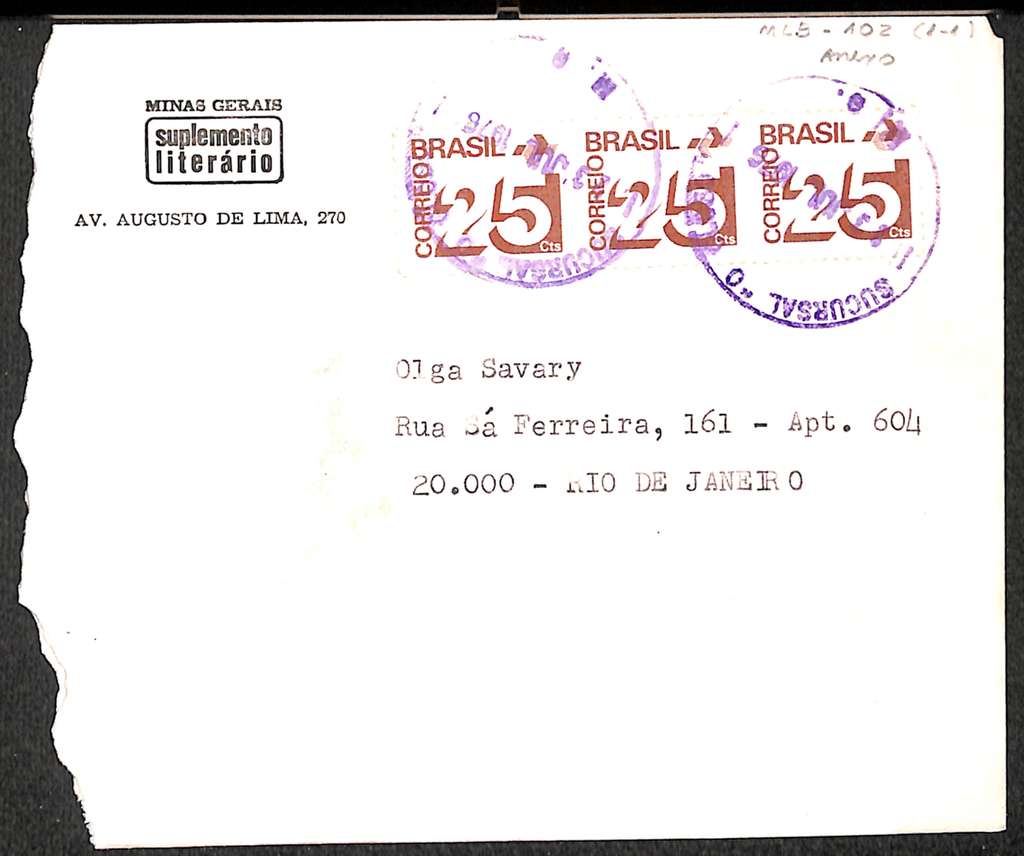 MLB - 102 (1-1)
Anexo
MINAS GERAIS
suplemento
literário
AV. AUGUSTO DE LIMA, 270
BRASIL
CORREIO
25
Cts
BRASIL
CORREIO
25
Cts
BRASIL
CORREIO
25
Cts
1976
SUCURSAL
SUCURSAL "O
Olga Savary
Rua Sá Ferreira, 161 - Apt. 604
20.000 - RIO DE JANEIRO